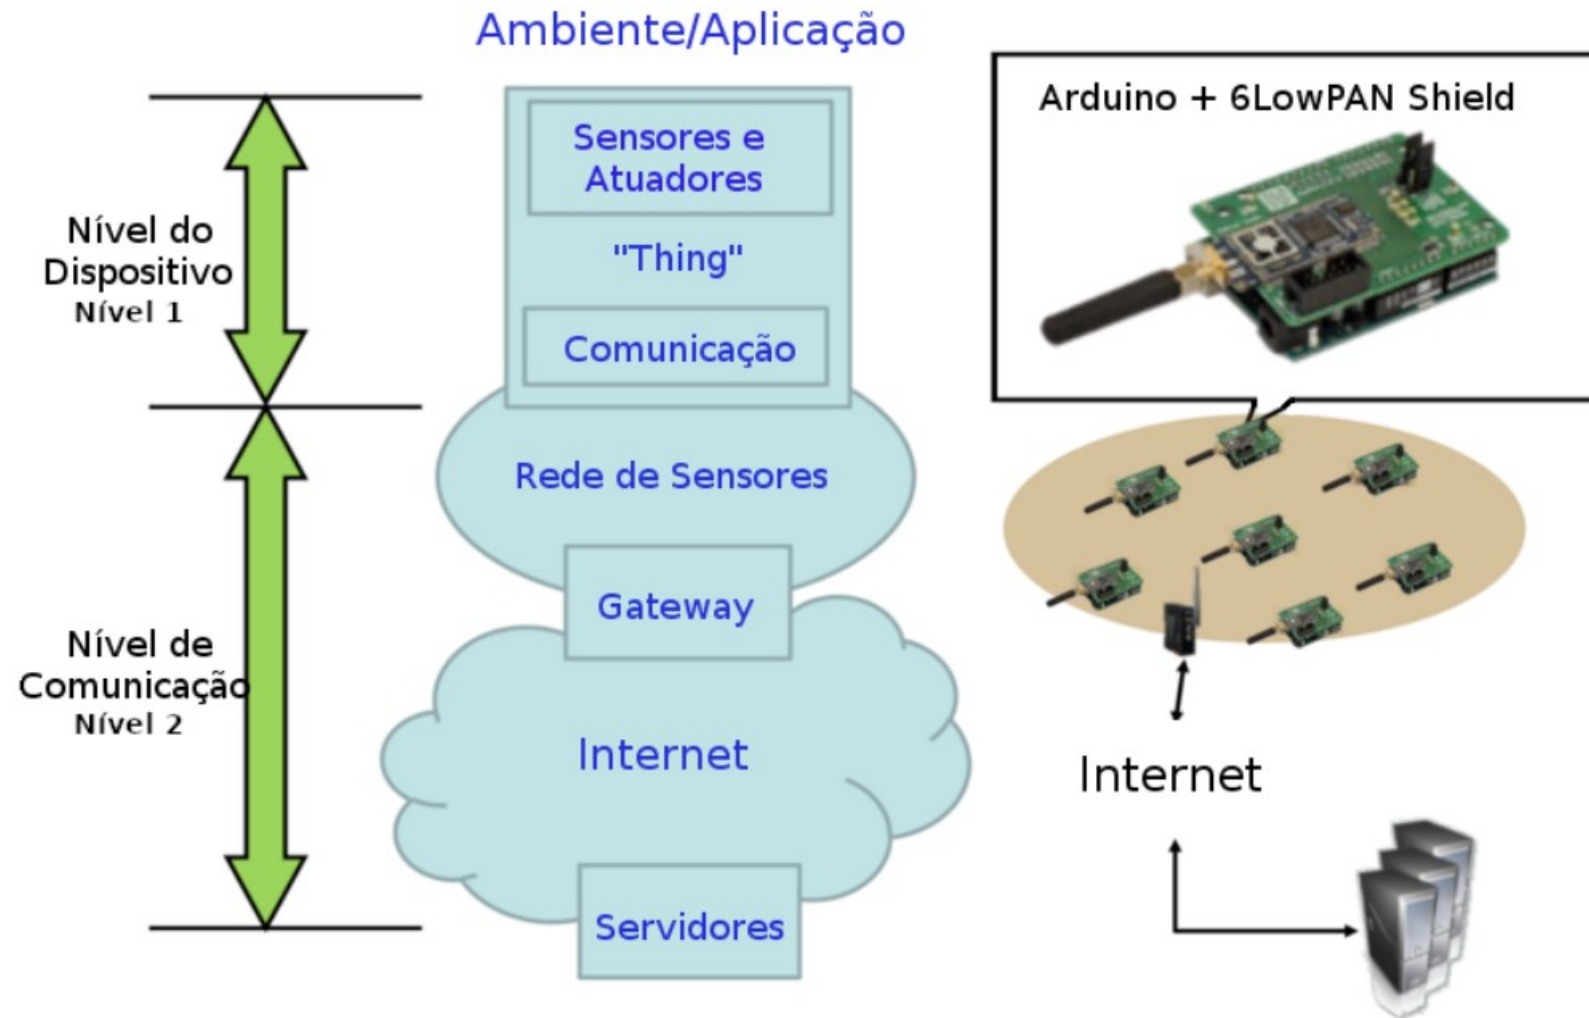 Ambiente/Aplicação
Nível do
Dispositivo
Nível 1
Nível de
Comunicação
Nível 2
Sensores e
Atuadores
"Thing"
Comunicação
Rede de Sensores
Gateway
Internet
Servidores
Arduino + 6LowPAN Shield
Internet